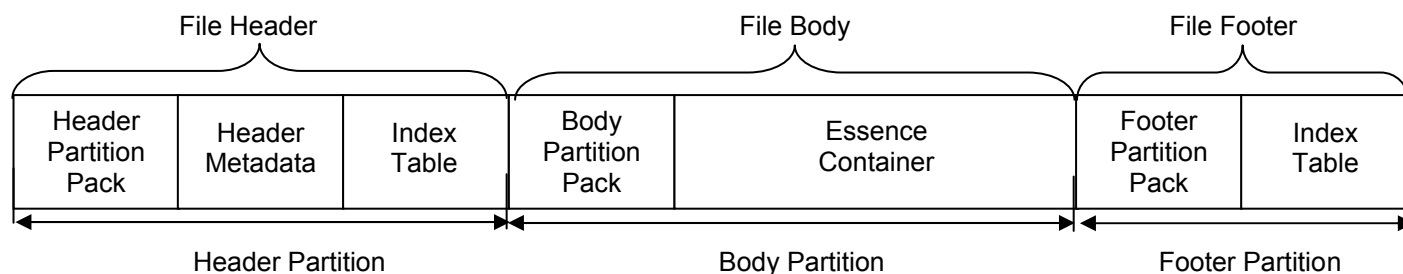 File Header
File Body
File Footer
Header
Partition
Pack
Header
Metadata
Index
Table
Body
Partition
Pack
Essence
Container
Footer
Partition
Pack
Index
Table
Header Partition
Body Partition
Footer Partition